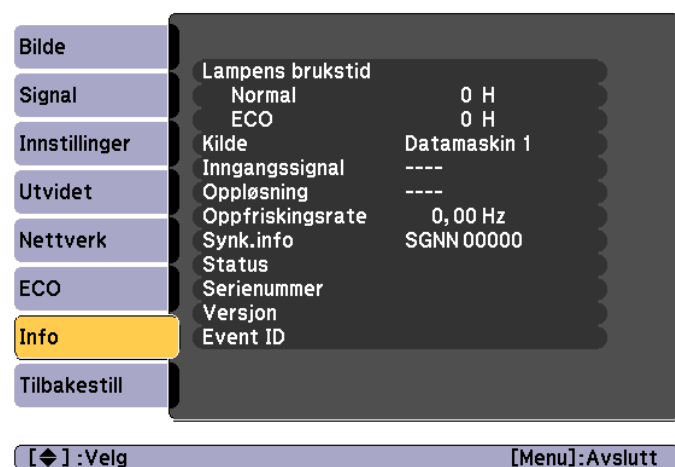 Bilde
Signal
Innstillinger
Utvidet
Nettverk
ECO
Info
Tilbakestill
Lampens brukstid
Normal 0 H
ECO 0 H
Kilde Datamaskin 1
Inngangssignal ----
Oppløsning ----
Oppfriskingsrate 0,00 Hz
Synk.info SGNN 00000
Status
Serienummer
Versjon
Event ID
[◆] :Velg [Menu]:Avslutt